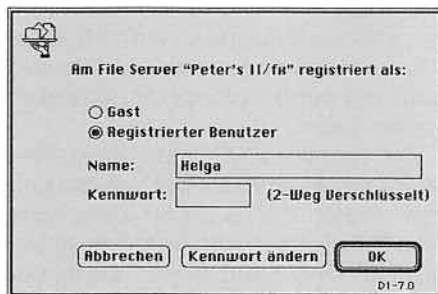 Am File Server "Peter's II/fx" registriert als:
Gast
Registrierter Benutzer
Name: Helga
Kennwort: (2-Weg Verschlüsselt)
Abbrechen Kennwort ändern OK
D1-7.0